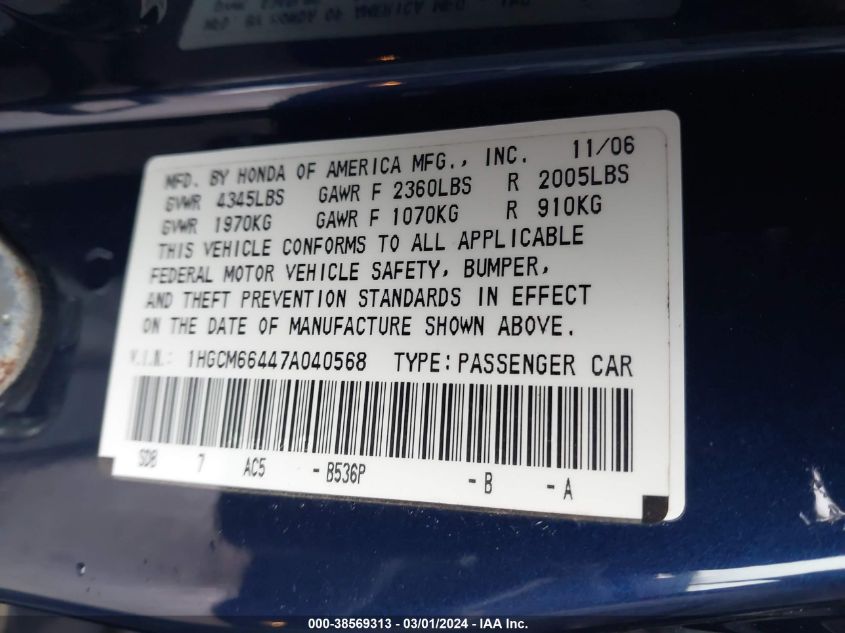 MFD. BY HONDA OF AMERICA MFG., INC. 11/06
GVWR 4345LBS GAWR F 2360LBS R 2005LBS
GVWR 1970KG GAWR F 1070KG R 910KG
THIS VEHICLE CONFORMS TO ALL APPLICABLE
FEDERAL MOTOR VEHICLE SAFETY, BUMPER,
AND THEFT PREVENTION STANDARDS IN EFFECT
ON THE DATE OF MANUFACTURE SHOWN ABOVE.
V.I.N.: 1HGCM66447A040568 TYPE: PASSENGER CAR
SDB 7 AC5 - B536P - B - A
000-38569313 - 03/01/2024 - IAA Inc.